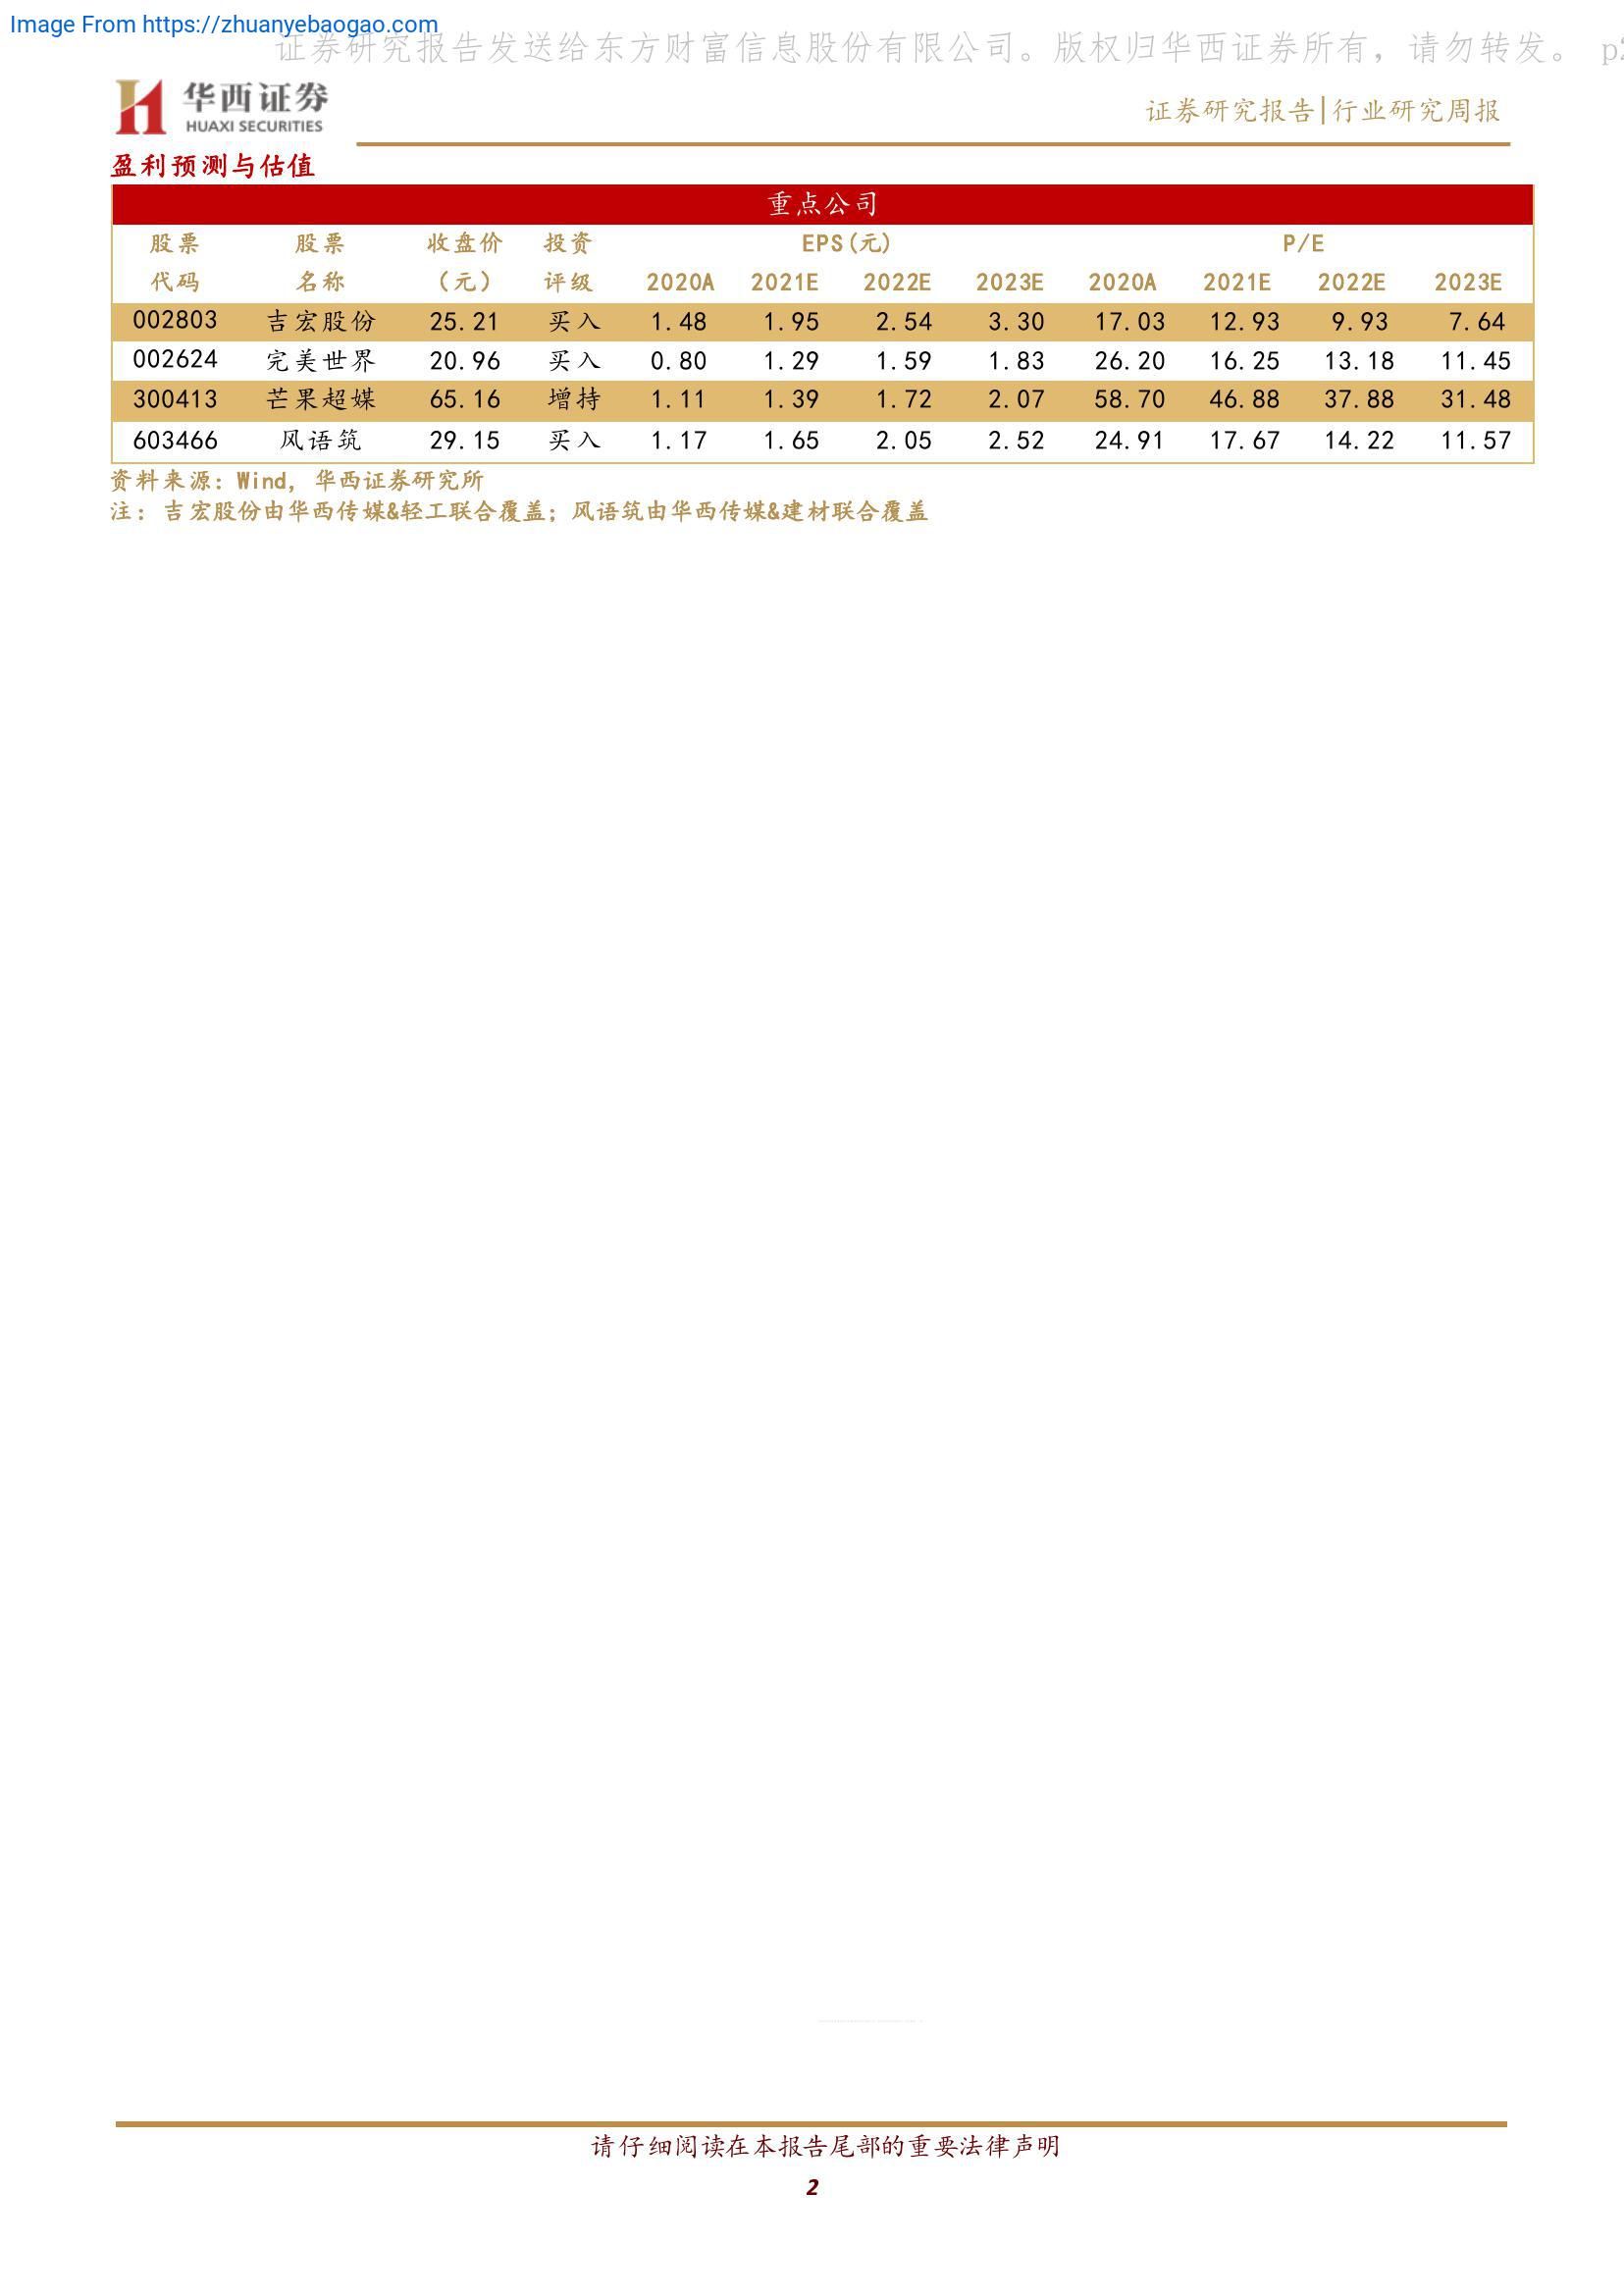 Image From https://zhuanyebaogao.com
证券研究报告发送给东方财富信息股份有限公司。版权归华西证券所有，请勿转发。 p2
华西证券
HUAXI SECURITIES
证券研究报告|行业研究周报
盈利预测与估值
重点公司
股票 股票 收盘价 投资 EPS(元) P/E
代码 名称 （元） 评级 2020A 2021E 2022E 2023E 2020A 2021E 2022E 2023E
002803 吉宏股份 25.21 买入 1.48 1.95 2.54 3.30 17.03 12.93 9.93 7.64
002624 完美世界 20.96 买入 0.80 1.29 1.59 1.83 26.20 16.25 13.18 11.45
300413 芒果超媒 65.16 增持 1.11 1.39 1.72 2.07 58.70 46.88 37.88 31.48
603466 风语筑 29.15 买入 1.17 1.65 2.05 2.52 24.91 17.67 14.22 11.57
资料来源：Wind，华西证券研究所
注：吉宏股份由华西传媒&轻工联合覆盖；风语筑由华西传媒&建材联合覆盖
请仔细阅读在本报告尾部的重要法律声明
2